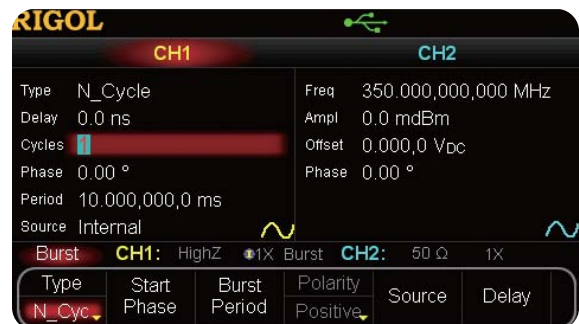 RIGOL
CH1
CH2
Type N_Cycle
Delay 0.0 ns
Cycles 1
Phase 0.00 °
Period 10.000,000,0 ms
Source Internal
Freq 350.000,000,000 MHz
Ampl 0.0 mdBm
Offset 0.000,0 VDC
Phase 0.00 °
Burst CH1: HighZ 1X Burst CH2: 50 Ω 1X
Type
N_Cyc
Start
Phase
Burst
Period
Polarity
Positive
Source
Delay